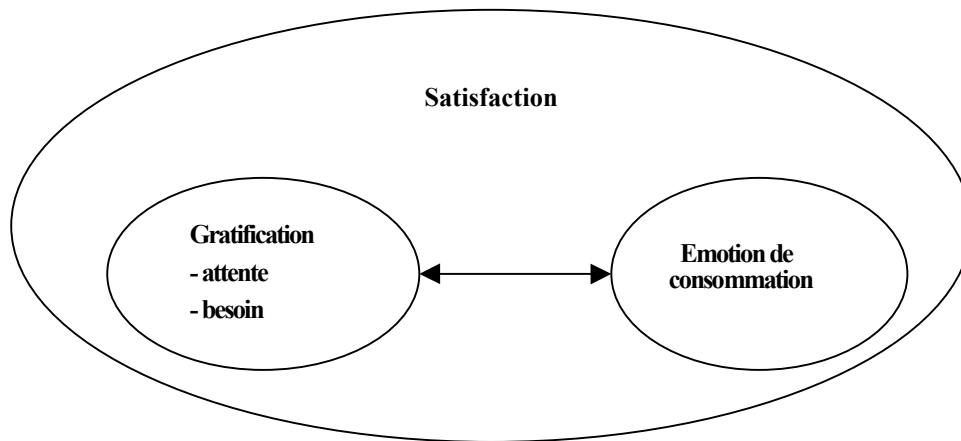 Satisfaction
Gratification
- attente
- besoin
Emotion de
consommation